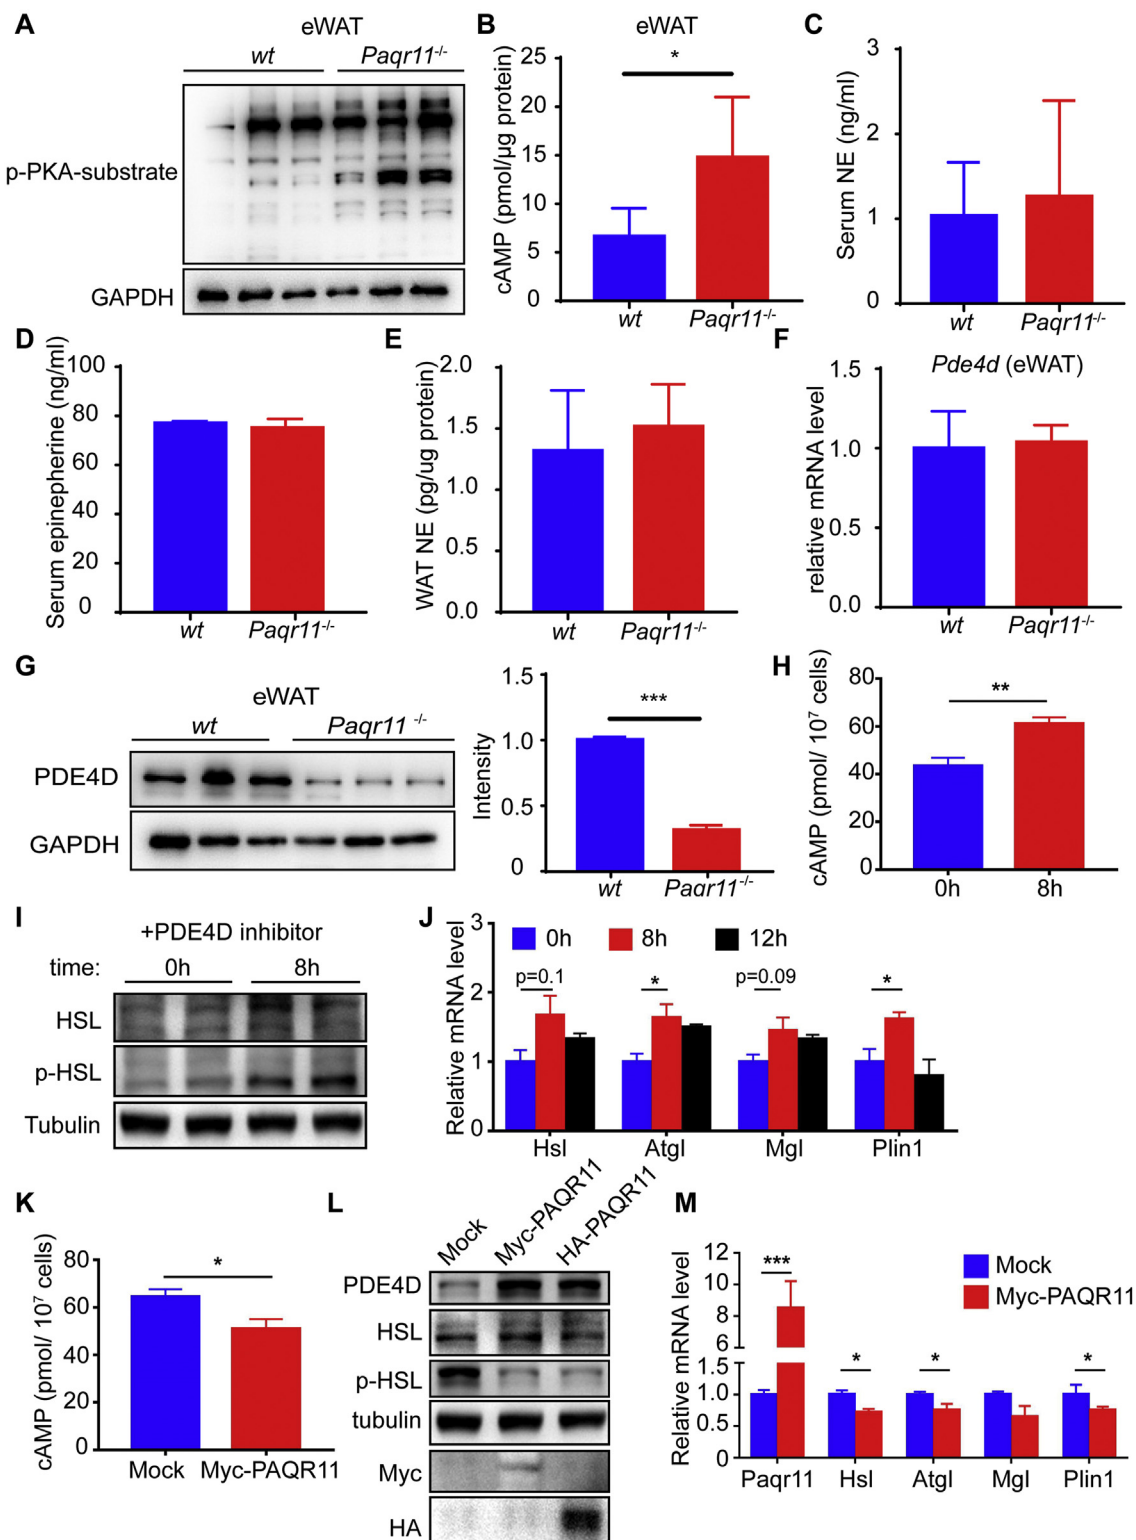 A
eWAT
wt Paqr11-/-
p-PKA-substrate
GAPDH
B
eWAT
cAMP (pmol/µg protein)
25
20
15
10
5
0
*
wt Paqr11-/-
C
Serum NE (ng/ml)
3
2
1
0
wt Paqr11-/-
D
Serum epinepherine (ng/ml)
100
80
60
40
20
0
wt Paqr11-/-
E
WAT NE (pg/ug protein)
2.0
1.5
1.0
0.5
0.0
wt Paqr11-/-
F
Pde4d (eWAT)
relative mRNA level
1.5
1.0
0.5
0.0
wt Paqr11-/-
G
eWAT
wt Paqr11 -/-
PDE4D
GAPDH
Intensity
1.5
1.0
0.5
0
***
wt Paqr11-/-
H
cAMP (pmol/ 10⁷ cells)
80
60
40
20
0
**
0h 8h
I
+PDE4D inhibitor
time: 0h 8h
HSL
p-HSL
Tubulin
J
Relative mRNA level
3
2
1
0
0h 8h 12h
p=0.1 * p=0.09 *
Hsl Atgl Mgl Plin1
K
cAMP (pmol/ 10⁷ cells)
80
60
40
20
0
*
Mock Myc-PAQR11
L
Mock Myc-PAQR11 HA-PAQR11
PDE4D
HSL
p-HSL
tubulin
Myc
HA
M
Relative mRNA level
12
10
8
6
1.5
1.0
0.5
0
Mock
Myc-PAQR11
*** * * *
Paqr11 Hsl Atgl Mgl Plin1